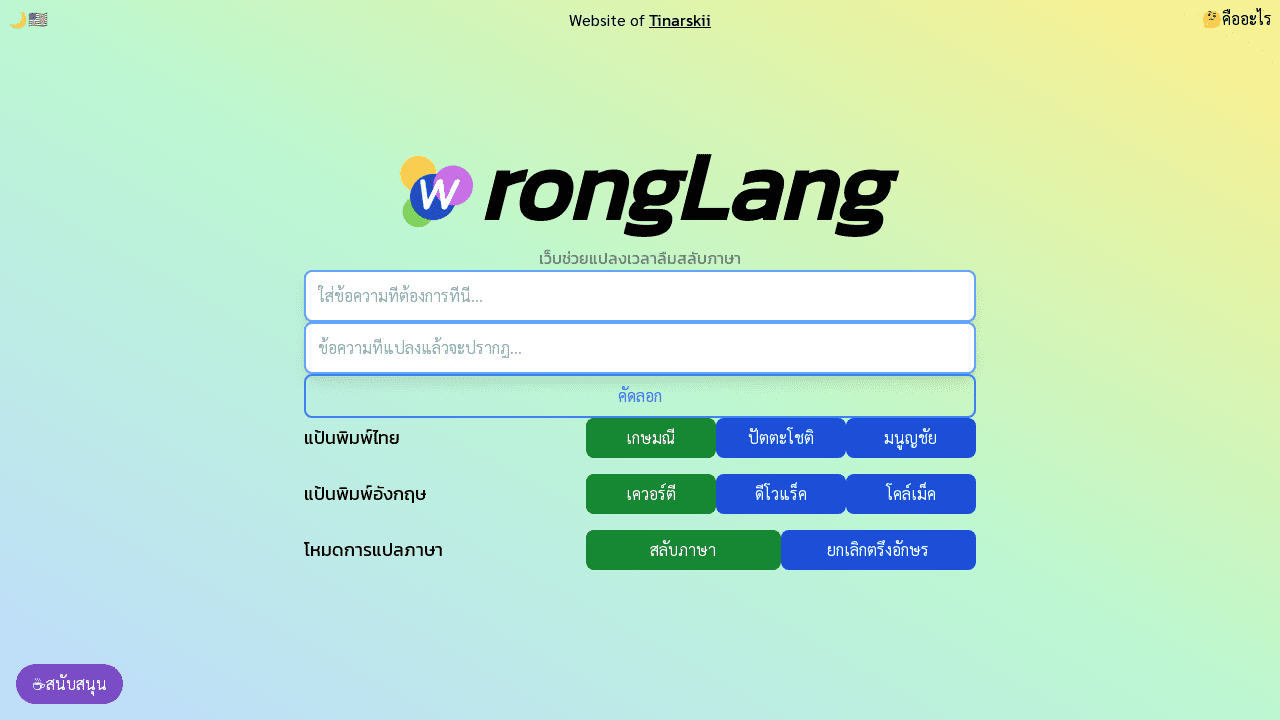 Website of Tinarskii
คืออะไร
W rongLang
เว็บช่วยแปลงเวลาลืมสลับภาษา
ใส่ข้อความที่ต้องการที่นี่...
ข้อความที่แปลงแล้วจะปรากฏ...
คัดลอก
แป้นพิมพ์ไทย เกษมณี ปัตตะโชติ มนูญชัย
แป้นพิมพ์อังกฤษ เควอร์ตี ดีโวแร็ค โคล์เม็ค
โหมดการแปลภาษา สลับภาษา ยกเลิกตรึงอักษร
สนับสนุน